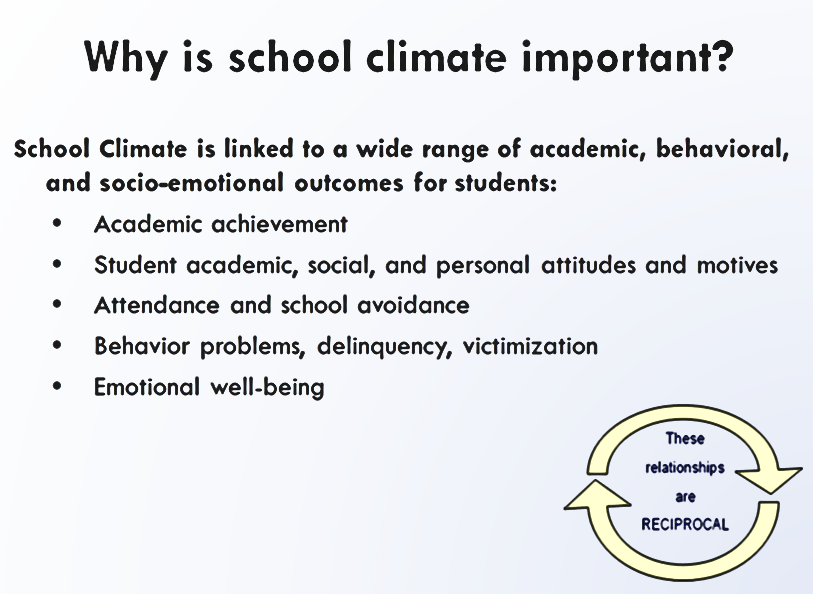 Why is school climate important?
School Climate is linked to a wide range of academic, behavioral,
and socio-emotional outcomes for students:
• Academic achievement
• Student academic, social, and personal attitudes and motives
• Attendance and school avoidance
• Behavior problems, delinquency, victimization
• Emotional well-being
These
relationships
are
RECIPROCAL